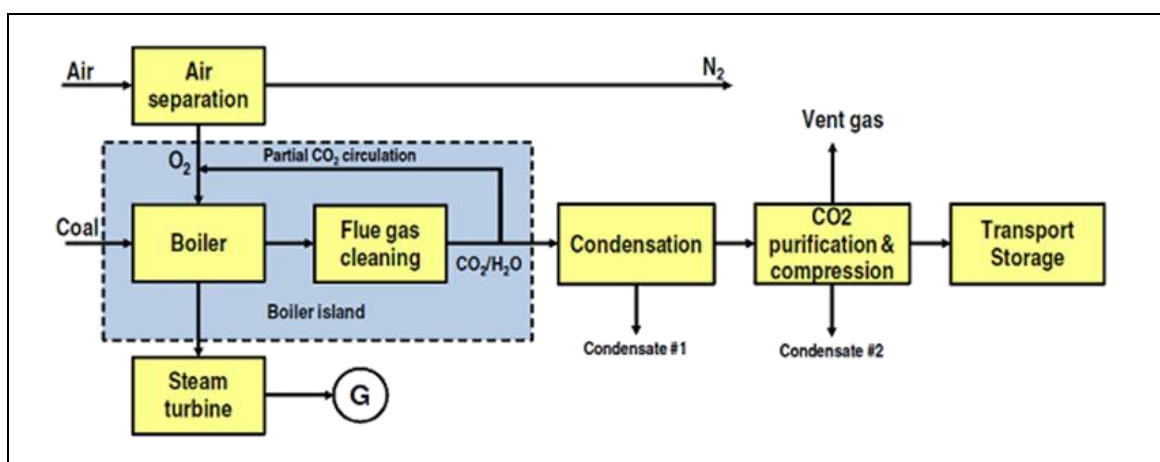 Air
Air
separation
N₂
Vent gas
O₂
Partial CO₂ circulation
Coal
Boiler
Flue gas
cleaning
CO₂/H₂O
Condensation
CO2
purification &
compression
Transport
Storage
Boiler island
Condensate #1
Condensate #2
Steam
turbine
G